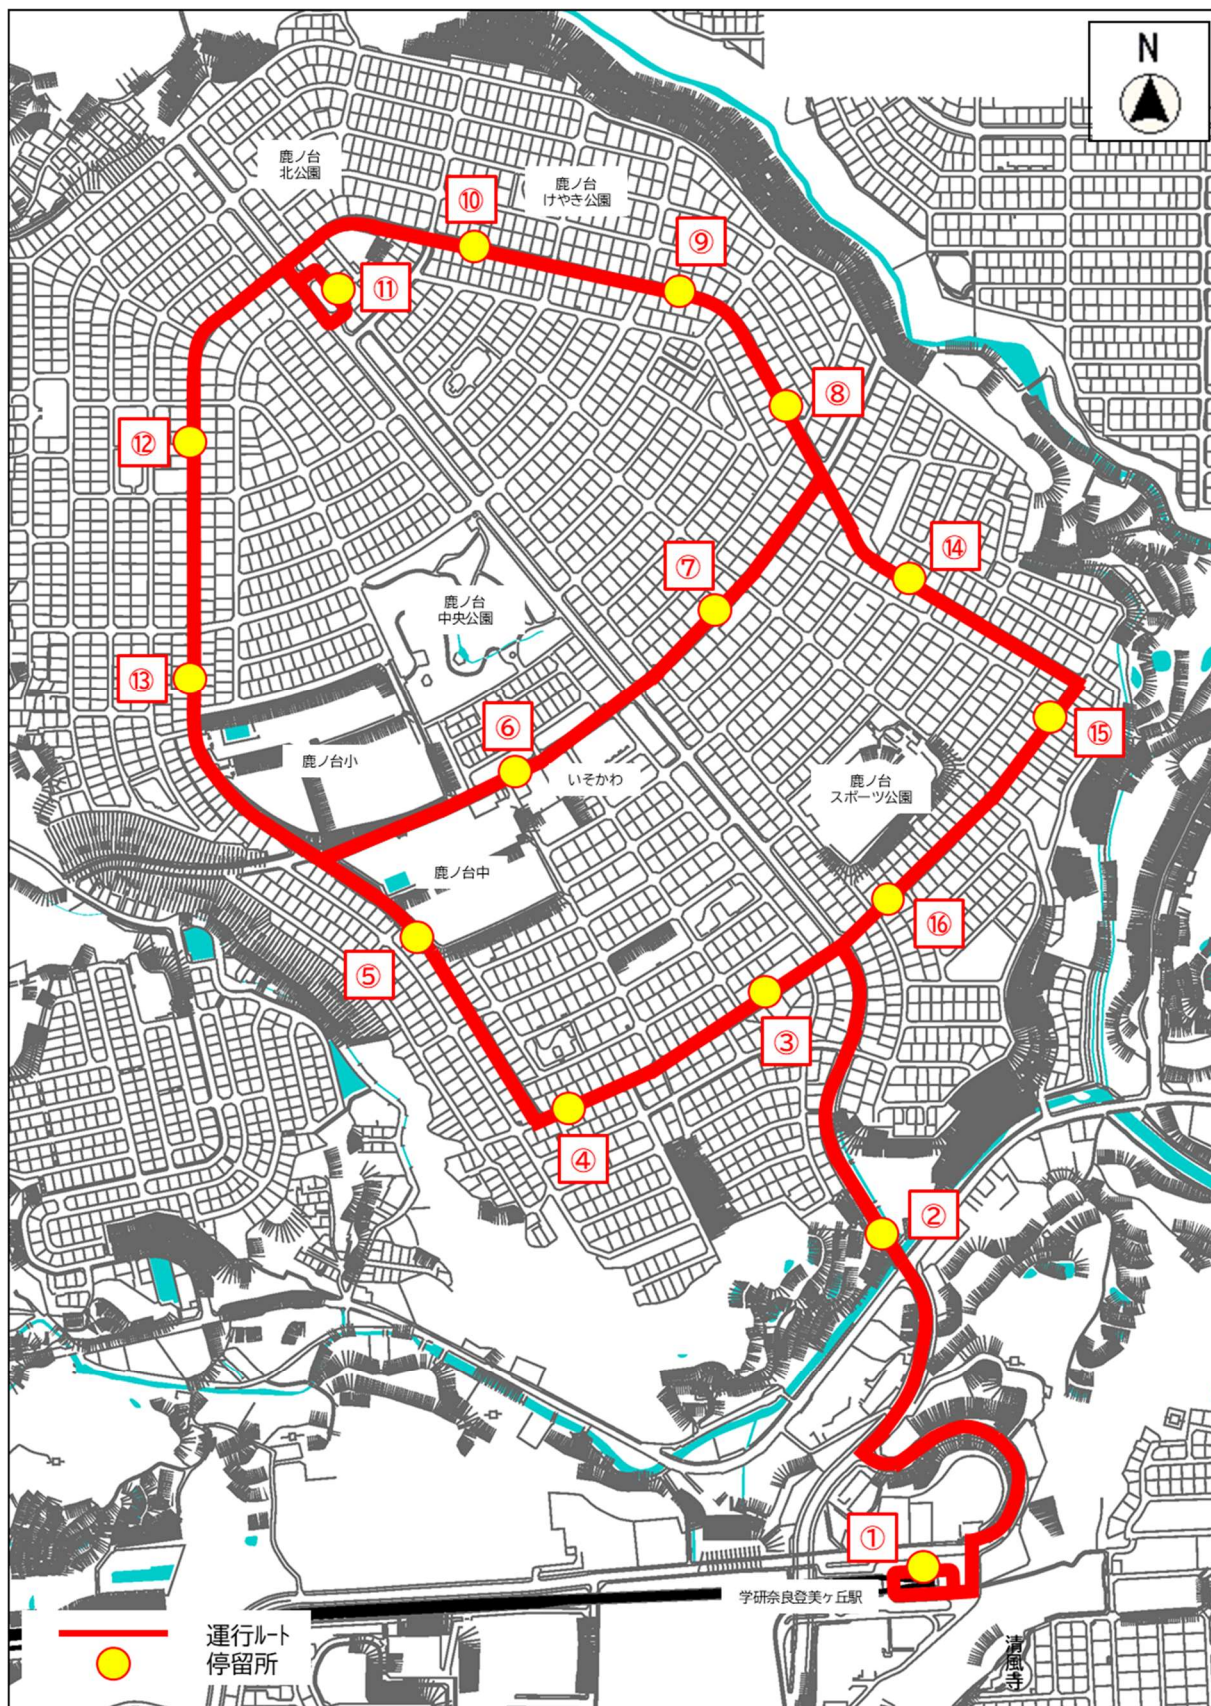 N
鹿ノ台
北公園
鹿ノ台
けやき公園
⑩
⑨
⑪
⑧
⑫
⑭
⑦
鹿ノ台
中央公園
⑬
⑥
⑮
鹿ノ台小
いそかわ
鹿ノ台
スポーツ公園
鹿ノ台中
⑯
⑤
③
④
②
①
学研奈良登美ヶ丘駅
清風寺
運行ルート
停留所